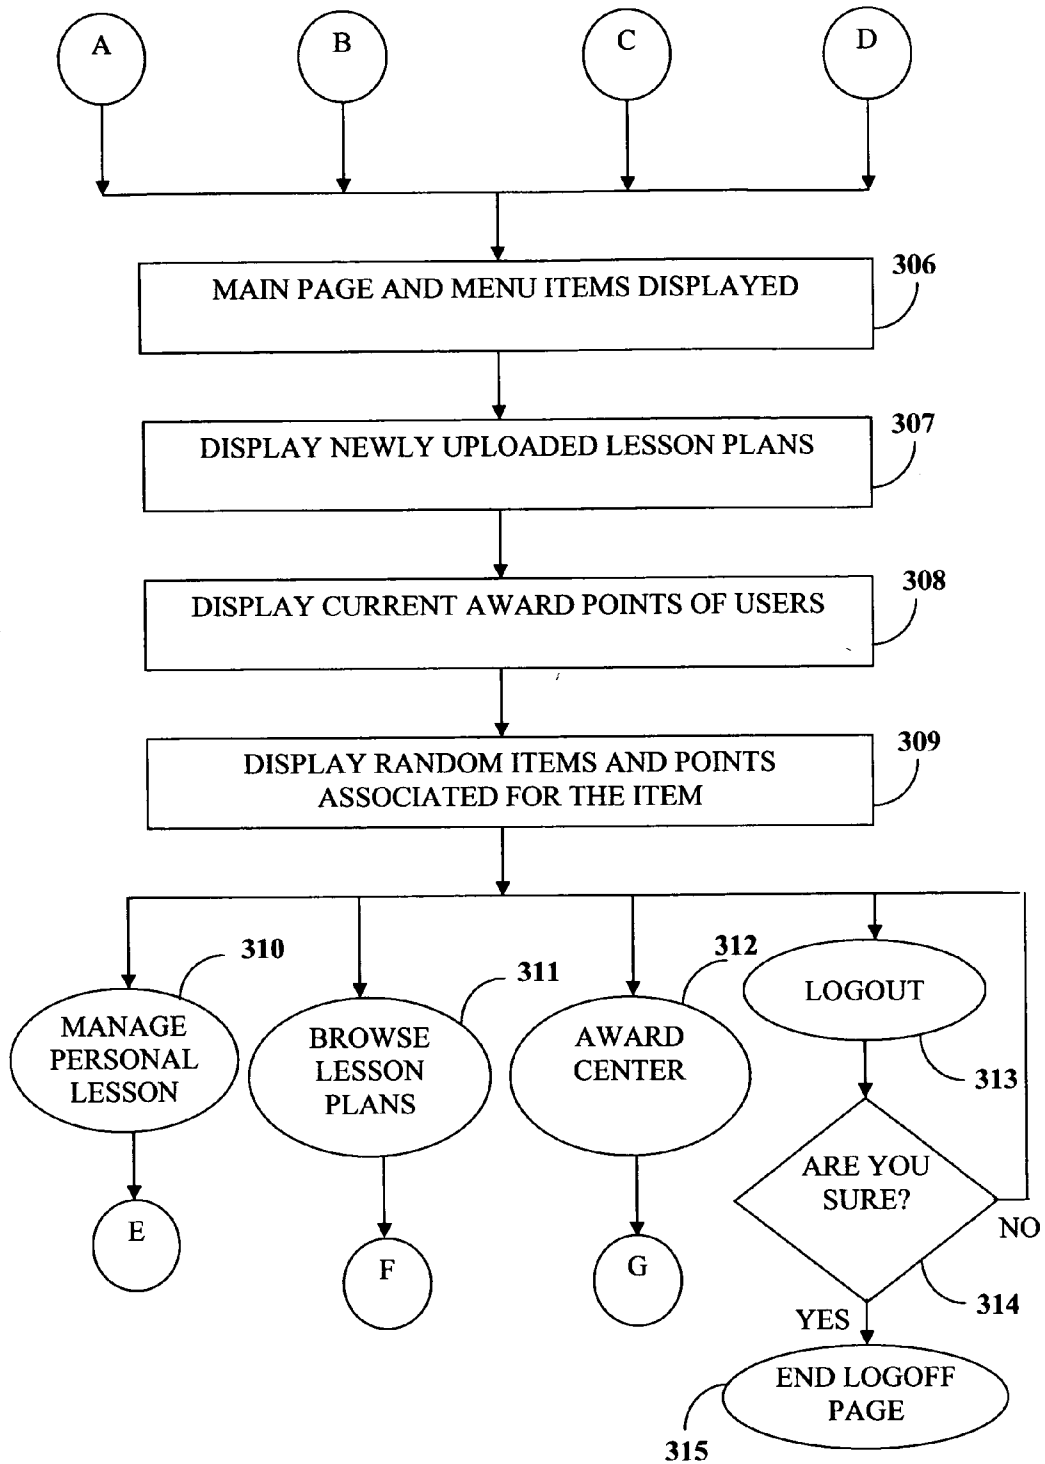 A
B
C
D
306
MAIN PAGE AND MENU ITEMS DISPLAYED
307
DISPLAY NEWLY UPLOADED LESSON PLANS
308
DISPLAY CURRENT AWARD POINTS OF USERS
309
DISPLAY RANDOM ITEMS AND POINTS
ASSOCIATED FOR THE ITEM
310
MANAGE
PERSONAL
LESSON
E
311
BROWSE
LESSON
PLANS
F
312
AWARD
CENTER
G
LOGOUT
313
ARE YOU
SURE?
NO
314
YES
END LOGOFF
PAGE
315